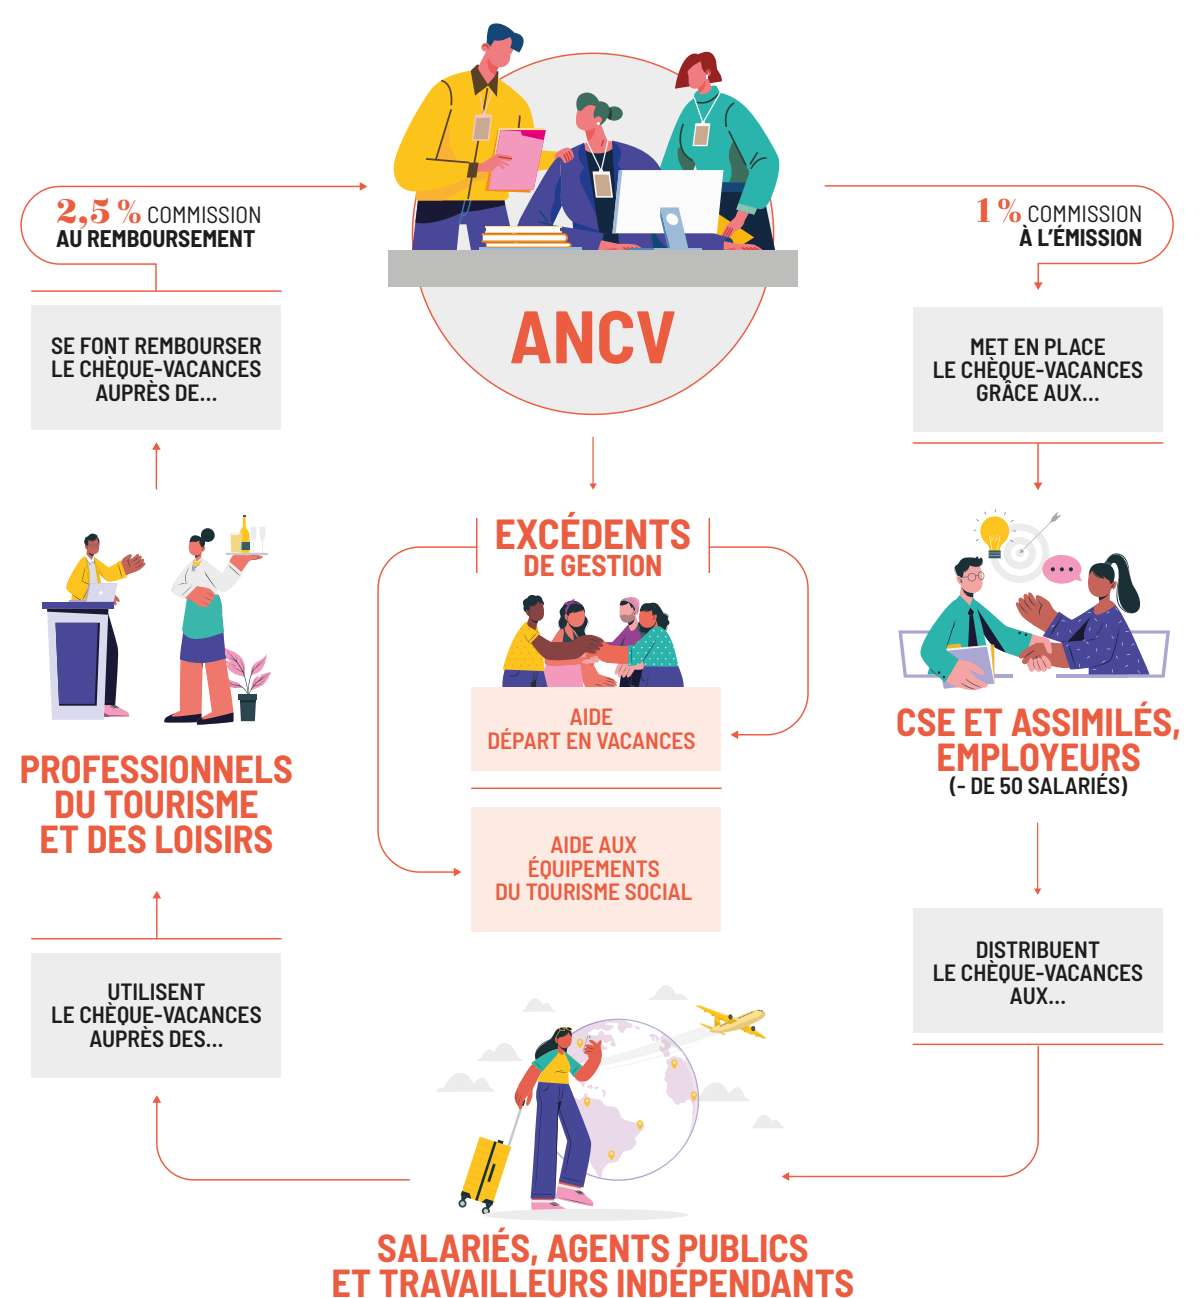 ANCV
1 % COMMISSION
À L'ÉMISSION
MET EN PLACE
LE CHÈQUE-VACANCES
GRÂCE AUX...
CSE ET ASSIMILÉS,
EMPLOYEURS
(- DE 50 SALARIÉS)
DISTRIBUENT
LE CHÈQUE-VACANCES
AUX...
SALARIÉS, AGENTS PUBLICS
ET TRAVAILLEURS INDÉPENDANTS
UTILISENT
LE CHÈQUE-VACANCES
AUPRÈS DES...
PROFESSIONNELS
DU TOURISME
ET DES LOISIRS
SE FONT REMBOURSER
LE CHÈQUE-VACANCES
AUPRÈS DE...
2,5 % COMMISSION
AU REMBOURSEMENT
EXCÉDENTS
DE GESTION
AIDE
DÉPART EN VACANCES
AIDE AUX
ÉQUIPEMENTS
DU TOURISME SOCIAL